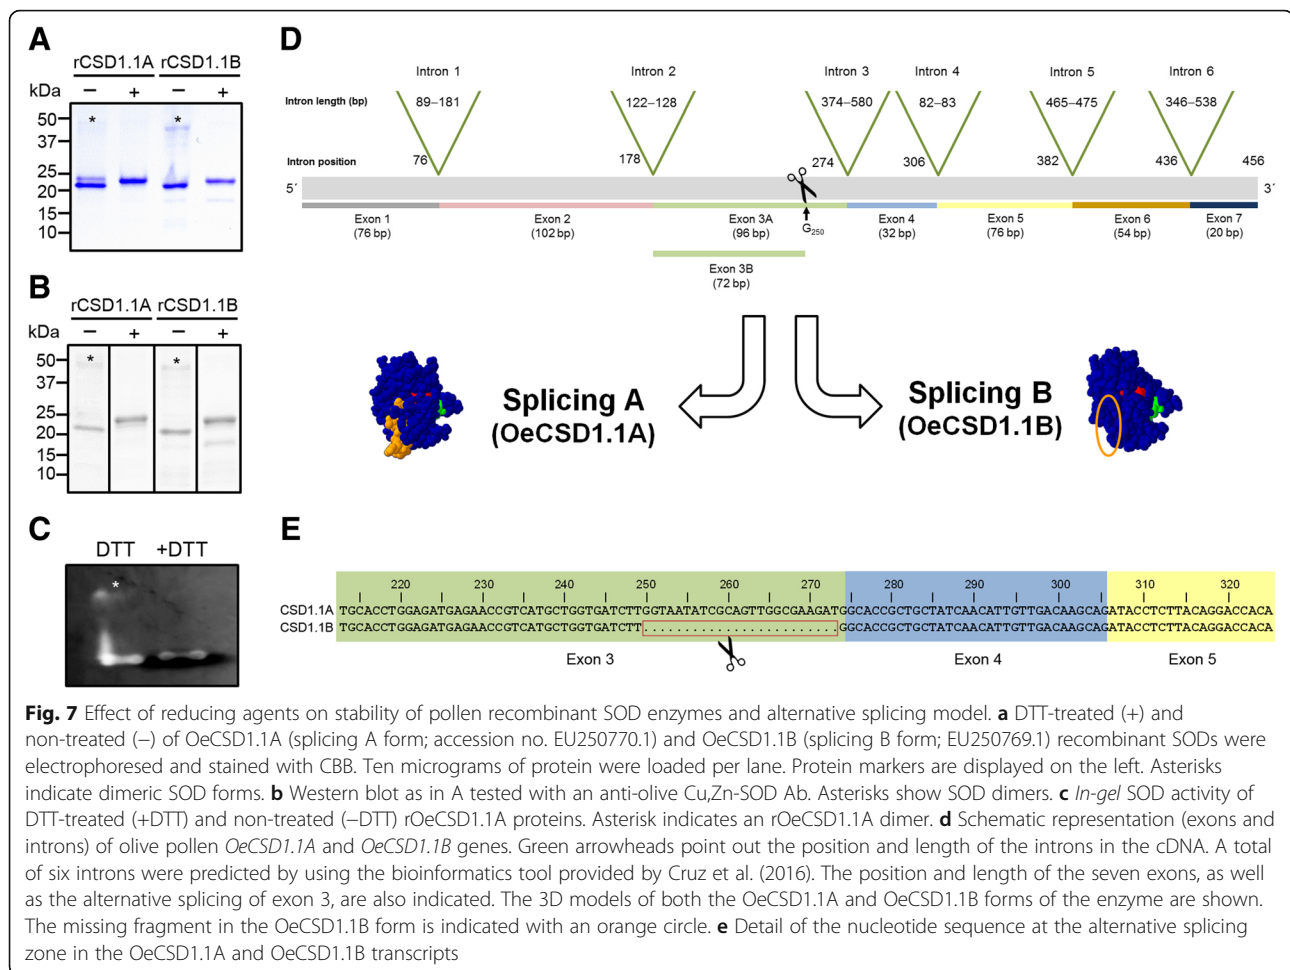 A
rCSD1.1A rCSD1.1B
kDa − + − +
50 * *
37
25
20
15
10
B
rCSD1.1A rCSD1.1B
kDa − + − +
50 * *
37
25
20
15
10
C
DTT +DTT
*
D
Intron 1 Intron 2 Intron 3 Intron 4 Intron 5 Intron 6
Intron length (bp) 89–181 122–128 374–580 82–83 465–475 346–538
Intron position 76 178 274 306 382 436 456
5´ 3´
Exon 1 Exon 2 Exon 3A Exon 4 Exon 5 Exon 6 Exon 7
(76 bp) (102 bp) (96 bp) G250 (32 bp) (76 bp) (54 bp) (20 bp)
Exon 3B
(72 bp)
Splicing A
(OeCSD1.1A)
Splicing B
(OeCSD1.1B)
E
220 230 240 250 260 270 280 290 300 310 320
CSD1.1A TGCACCTGGAGATGAGAACCGTCATGCTGGTGATCTTGGTAATATCGCAGTTGGCGAAGATGGCACCGCTGCTATCAACATTGTTGACAAGCAGATACCTCTTACAGGACCACA
CSD1.1B TGCACCTGGAGATGAGAACCGTCATGCTGGTGATCTT........................GGCACCGCTGCTATCAACATTGTTGACAAGCAGATACCTCTTACAGGACCACA
Exon 3 Exon 4 Exon 5
Fig. 7 Effect of reducing agents on stability of pollen recombinant SOD enzymes and alternative splicing model. a DTT-treated (+) and
non-treated (−) of OeCSD1.1A (splicing A form; accession no. EU250770.1) and OeCSD1.1B (splicing B form; EU250769.1) recombinant SODs were
electrophoresed and stained with CBB. Ten micrograms of protein were loaded per lane. Protein markers are displayed on the left. Asterisks
indicate dimeric SOD forms. b Western blot as in A tested with an anti-olive Cu,Zn-SOD Ab. Asterisks show SOD dimers. c In-gel SOD activity of
DTT-treated (+DTT) and non-treated (−DTT) rOeCSD1.1A proteins. Asterisk indicates an rOeCSD1.1A dimer. d Schematic representation (exons and
introns) of olive pollen OeCSD1.1A and OeCSD1.1B genes. Green arrowheads point out the position and length of the introns in the cDNA. A total
of six introns were predicted by using the bioinformatics tool provided by Cruz et al. (2016). The position and length of the seven exons, as well
as the alternative splicing of exon 3, are also indicated. The 3D models of both the OeCSD1.1A and OeCSD1.1B forms of the enzyme are shown.
The missing fragment in the OeCSD1.1B form is indicated with an orange circle. e Detail of the nucleotide sequence at the alternative splicing
zone in the OeCSD1.1A and OeCSD1.1B transcripts